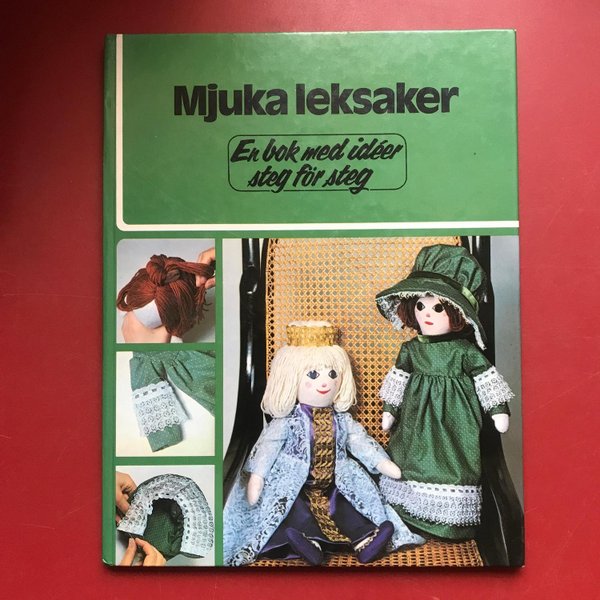 Mjuka leksaker
En bok med idéer
steg för steg